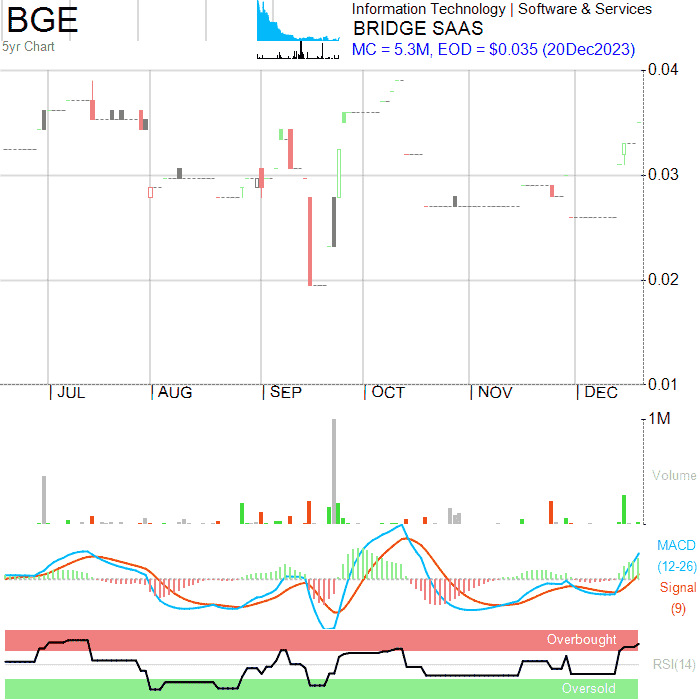 BGE
5yr Chart
Information Technology | Software & Services
BRIDGE SAAS
MC = 5.3M, EOD = $0.035 (20Dec2023)
0.04
0.03
0.02
0.01
JUL
AUG
SEP
OCT
NOV
DEC
1M
Volume
MACD
(12-26)
Signal
(9)
Overbought
RSI(14)
Oversold